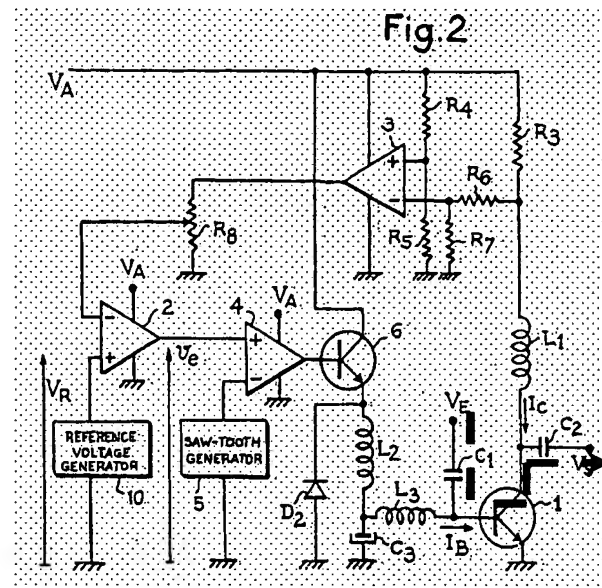 Fig.2
VA
R4
3
R3
+
-
R6
R5
R7
R8
VA
2
VA
4
-
+
+
-
6
L1
VR
ve
VE
IC
C2
REFERENCE
VOLTAGE
GENERATOR
10
SAW-TOOTH
GENERATOR
5
D2
L2
C1
L3
C3
IB
1